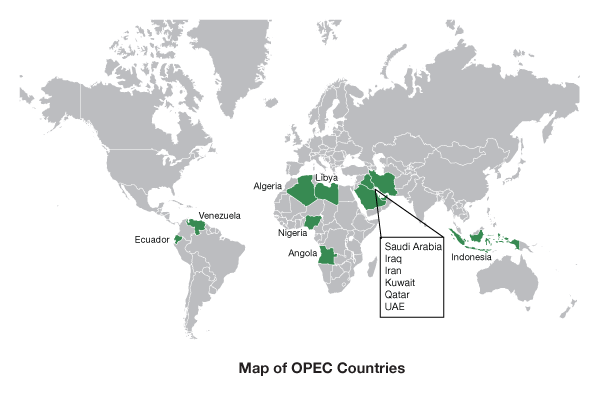 Libya
Algeria
Venezuela
Nigeria
Ecuador
Saudi Arabia
Iraq
Iran
Kuwait
Qatar
UAE
Angola
Indonesia
Map of OPEC Countries